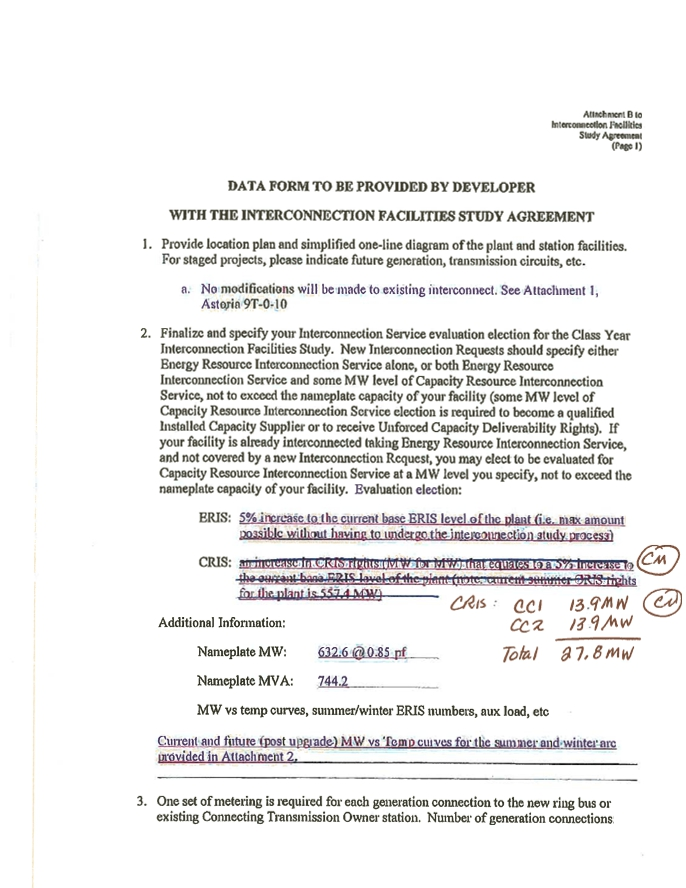 Attachment B to
Interconnection Facilities
Study Agreement
(Page 1)
DATA FORM TO BE PROVIDED BY DEVELOPER
WITH THE INTERCONNECTION FACILITIES STUDY AGREEMENT
1. Provide location plan and simplified one-line diagram of the plant and station facilities.
For staged projects, please indicate future generation, transmission circuits, etc.
a. No modifications will be made to existing interconnect. See Attachment 1,
Astoria 9T-0-10
2. Finalize and specify your Interconnection Service evaluation election for the Class Year
Interconnection Facilities Study. New Interconnection Requests should specify either
Energy Resource Interconnection Service alone, or both Energy Resource
Interconnection Service and some MW level of Capacity Resource Interconnection
Service, not to exceed the nameplate capacity of your facility (some MW level of
Capacity Resource Interconnection Service election is required to become a qualified
Installed Capacity Supplier or to receive Unforced Capacity Deliverability Rights). If
your facility is already interconnected taking Energy Resource Interconnection Service,
and not covered by a new Interconnection Request, you may elect to be evaluated for
Capacity Resource Interconnection Service at a MW level you specify, not to exceed the
nameplate capacity of your facility. Evaluation election:
ERIS: 5% increase to the current base ERIS level of the plant (i.e. max amount
possible without having to undergo the interconnection study process)
CRIS: an increase in CRIS rights (MW for MW) that equates to a 5% increase to CM
the current base ERIS level of the plant (note: current summer CRIS rights
for the plant is 557.4 MW)
CRIS: CC1 13.9MW
CC2 13.9MW
Total 27.8MW
Additional Information:
Nameplate MW: 632.6 @ 0.85 pf
Nameplate MVA: 744.2
MW vs temp curves, summer/winter ERIS numbers, aux load, etc
Current and future (post upgrade) MW vs Temp curves for the summer and winter are
provided in Attachment 2.
3. One set of metering is required for each generation connection to the new ring bus or
existing Connecting Transmission Owner station. Number of generation connections